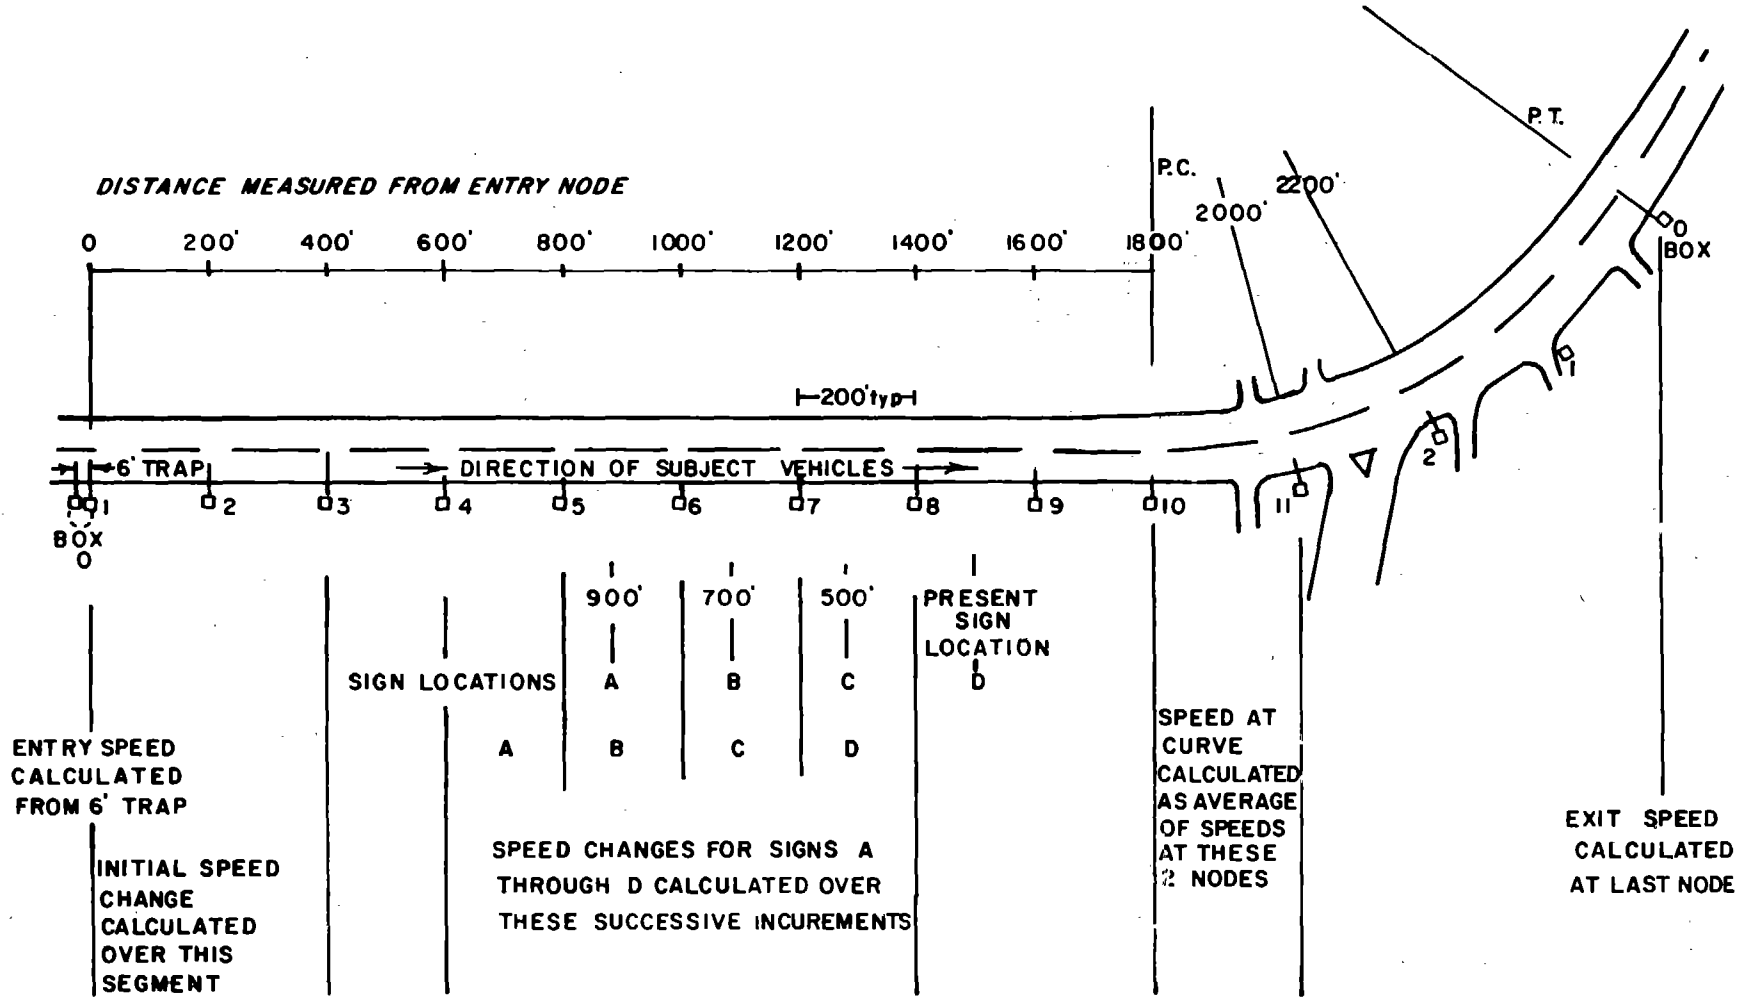 P.T.
P.C.
DISTANCE MEASURED FROM ENTRY NODE
2200'
2000'
0 200' 400' 600' 800' 1000' 1200' 1400' 1600' 1800'
0
BOX
200'typ
1
6' TRAP
DIRECTION OF SUBJECT VEHICLES
2
1 2 3 4 5 6 7 8 9 10 11
BOX
0
900' 700' 500'
PRESENT
SIGN
LOCATION
SIGN LOCATIONS A B C D
A B C D
ENTRY SPEED
CALCULATED
FROM 6' TRAP
INITIAL SPEED
CHANGE
CALCULATED
OVER THIS
SEGMENT
SPEED CHANGES FOR SIGNS A
THROUGH D CALCULATED OVER
THESE SUCCESSIVE INCUREMENTS
SPEED AT
CURVE
CALCULATED
AS AVERAGE
OF SPEEDS
AT THESE
2 NODES
EXIT SPEED
CALCULATED
AT LAST NODE